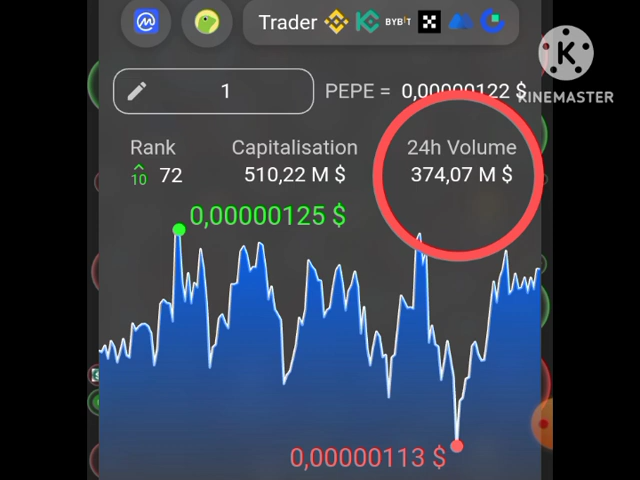 Trader BYBIT
KINEMASTER
1 PEPE = 0,00000122 $
Rank Capitalisation 24h Volume
10 72 510,22 M $ 374,07 M $
0,00000125 $
0,00000113 $